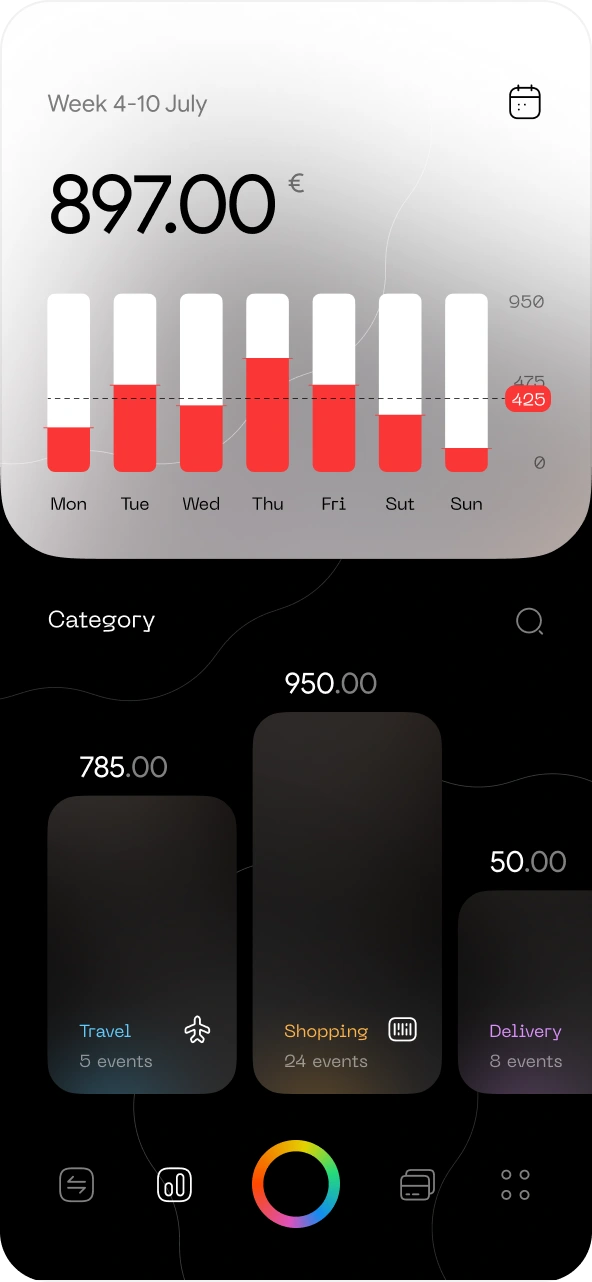 Week 4-10 July
897.00 €
950
475
425
0
Mon Tue Wed Thu Fri Sut Sun
Category
950.00
785.00
50.00
Travel
5 events
Shopping
24 events
Delivery
8 events